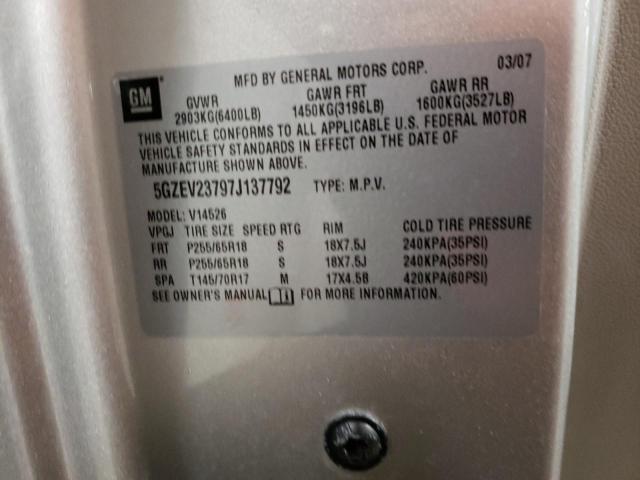 GM
MFD BY GENERAL MOTORS CORP. 03/07
GVWR GAWR FRT GAWR RR
2903KG(6400LB) 1450KG(3196LB) 1600KG(3527LB)
THIS VEHICLE CONFORMS TO ALL APPLICABLE U.S. FEDERAL MOTOR
VEHICLE SAFETY STANDARDS IN EFFECT ON THE DATE OF
MANUFACTURE SHOWN ABOVE.
5GZEV23797J137792 TYPE: M.P.V.
MODEL: V14526
VPGJ TIRE SIZE SPEED RTG RIM COLD TIRE PRESSURE
FRT P255/65R18 S 18X7.5J 240KPA(35PSI)
RR P255/65R18 S 18X7.5J 240KPA(35PSI)
SPA T145/70R17 M 17X4.5B 420KPA(60PSI)
SEE OWNER'S MANUAL FOR MORE INFORMATION.